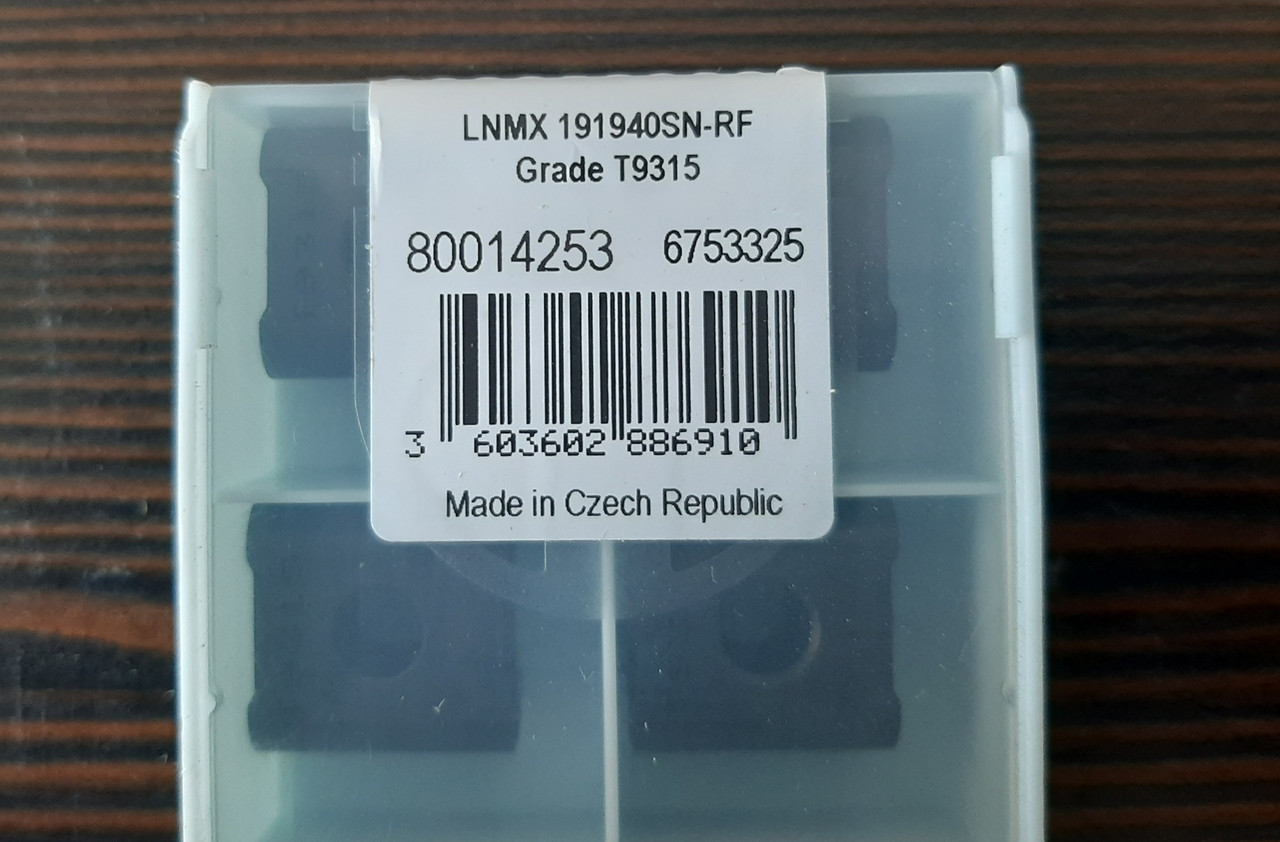 LNMX 191940SN-RF
Grade T9315
80014253 6753325
3 603602 886910
Made in Czech Republic